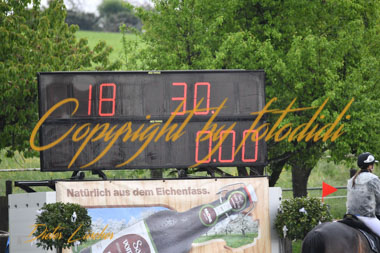 18 30
Copyright by fotodidi
0.00
Natürlich aus dem Eichenfass.